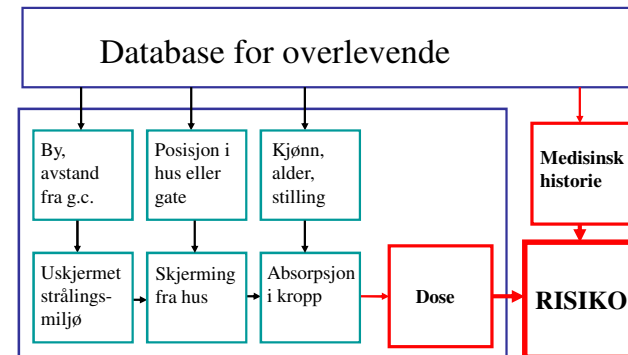 Database for overlevende
By,
avstand
fra g.c.
Posisjon i
hus eller
gate
Kjønn,
alder,
stilling
Medisinsk
historie
Uskjermet
strålings-
miljø
Skjerming
fra hus
Absorpsjon
i kropp
Dose
RISIKO